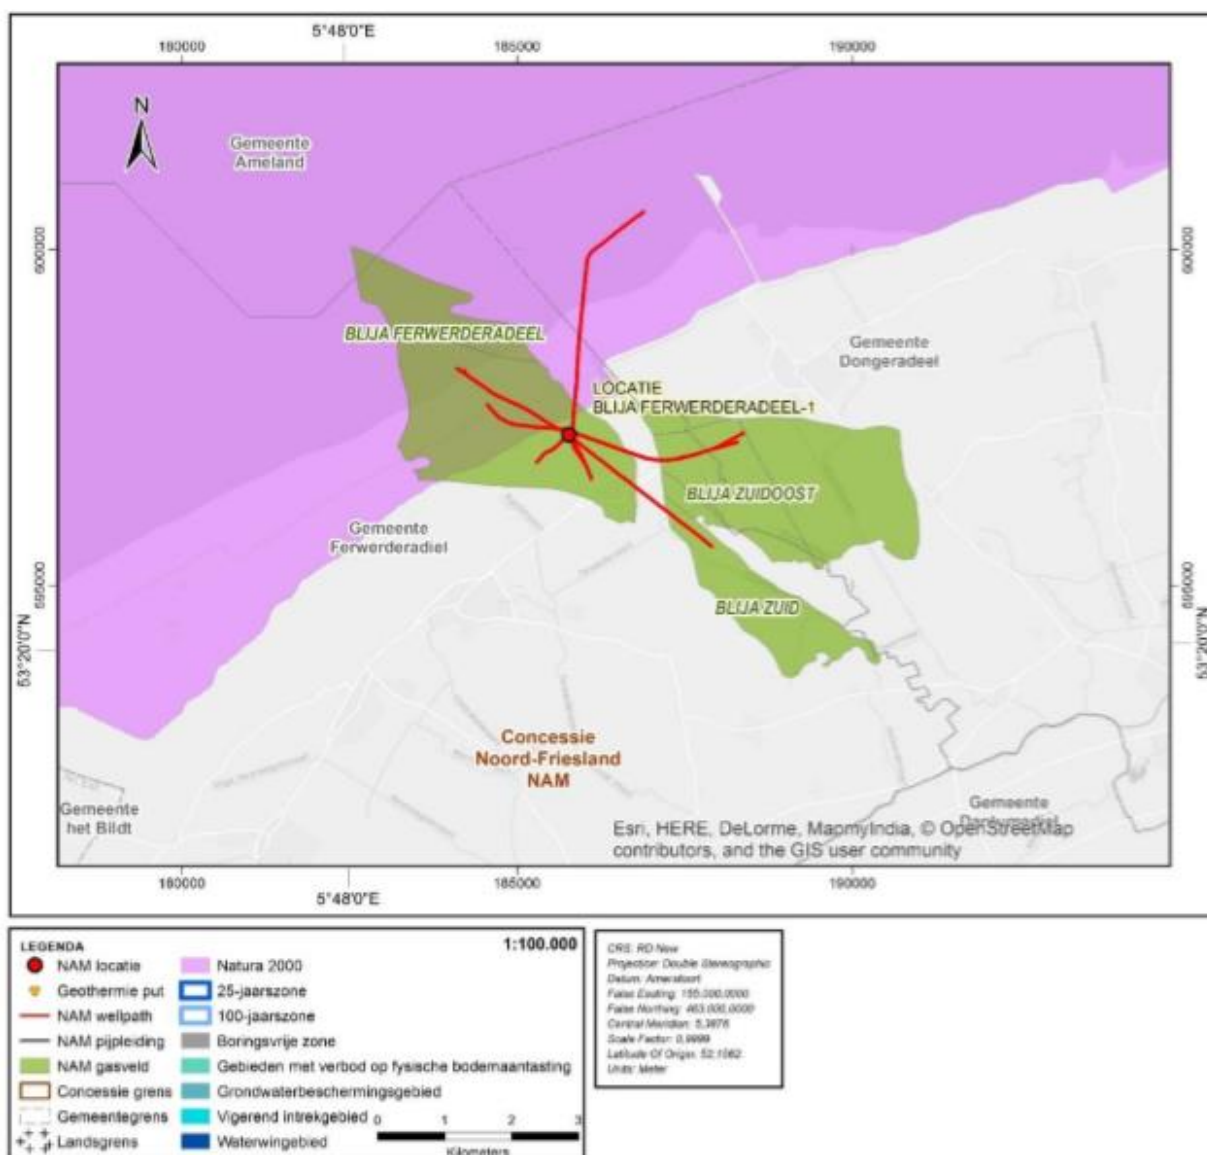 5°48'0"E
180000
185000
190000
N
Gemeente
Ameland
600000
600000
BLIJA FERWERDERADEEL
Gemeente
Dongeradeel
LOCATIE
BLIJA FERWERDERADEEL-1
BLIJA ZUIDOOST
Gemeente
Ferwerderadiel
595000
595000
BLIJA ZUID
53°20'0"N
53°20'0"N
Concessie
Noord-Friesland
NAM
Gemeente
het Bildt
Gemeente
Esri, HERE, DeLorme, MapmyIndia, © OpenStreetMap
contributors, and the GIS user community
180000
185000
190000
5°48'0"E
LEGENDA
1:100.000
NAM locatie
Geothermie put
NAM wellpath
NAM pijpleiding
NAM gasveld
Concessie grens
Gemeentegrens
Landsgrens
Natura 2000
25-jaarszone
100-jaarszone
Boringsvrije zone
Gebieden met verbod op fysische bodemaantasting
Grondwaterbeschermingsgebied
Vigerend intrekgebied
Waterwingebied
0 1 2 3
Kilometers
CRS: RD New
Projection: Double Stereographic
Datum: Amersfoort
False Easting: 155.000,0000
False Northing: 463.000,0000
Central Meridian: 5,3876
Scale Factor: 0,9999
Latitude Of Origin: 52,1562
Units: Meter